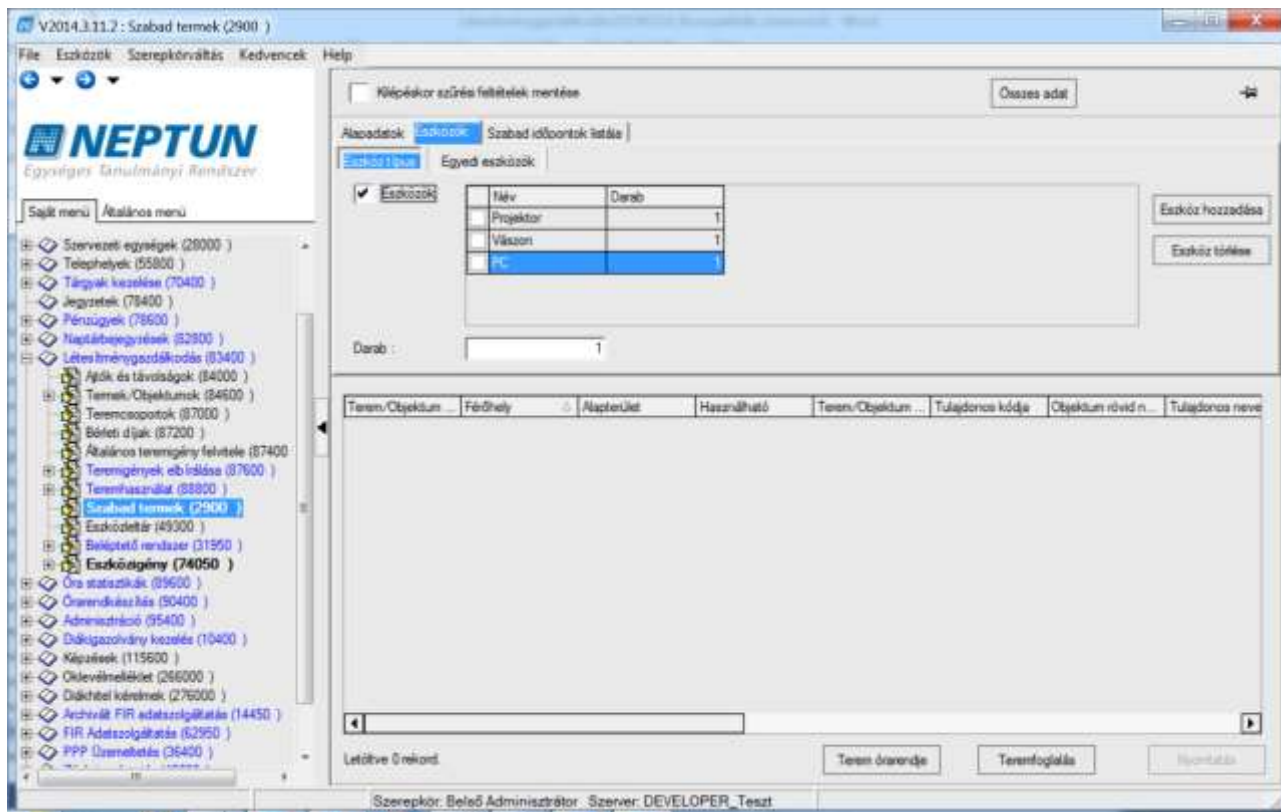 V2014.3.11.2 : Szabad termek (2900 )
File Eszközök Szerepkörváltás Kedvencek Help
NEPTUN
Egységes Tanulmányi Rendszer
Saját menü Általános menü
Szervezeti egységek (28000 )
Telephelyek (55800 )
Tárgyak kezelése (70400 )
Jegyzetek (78400 )
Pénzügyek (78600 )
Naptárbejegyzések (82800 )
Létesítménygazdálkodás (83400 )
Ajtók és távolságok (84000 )
Termek/Objektumok (84600 )
Teremcsoportok (87000 )
Bérleti díjak (87200 )
Általános teremigény felvitele (87400
Teremigények elbírálása (87600 )
Teremhasználat (88800 )
Szabad termek (2900 )
Eszközleltár (49300 )
Beléptető rendszer (31950 )
Eszközigény (74050 )
Óra statisztikák (89600 )
Órarendkészítés (90400 )
Adminisztráció (95400 )
Diákigazolvány kezelés (10400 )
Képzések (115600 )
Oklevélmelléklet (266000 )
Diákhitel kérelmek (276000 )
Archivált FIR adatszolgáltatás (14450 )
FIR Adatszolgáltatás (62950 )
PPP Üzemeltetés (36400 )
Kilépéskor szűrési feltételek mentése
Összes adat
Alapadatok Eszközök Szabad időpontok listája
Eszköz típus Egyedi eszközök
Eszközök
Név Darab
Projektor 1
Vászon 1
PC 1
Eszköz hozzadása
Eszköz törlése
Darab : 1
Terem/Objektum ... Férőhely Alapterület Használható Terem/Objektum ... Tulajdonos kódja Objektum rövid n... Tulajdonos neve
Letöltve 0 rekord.
Terem órarendje Teremfoglalás Nyomtatás
Szerepkör: Belső Adminisztrátor Szerver: DEVELOPER_Teszt